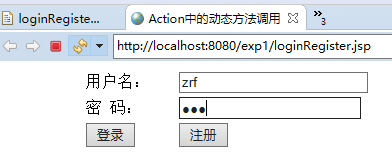 loginRegiste...
Action中的动态方法调用
3
http://localhost:8080/exp1/loginRegister.jsp
用户名： zrf
密 码： ●●●
登录 注册